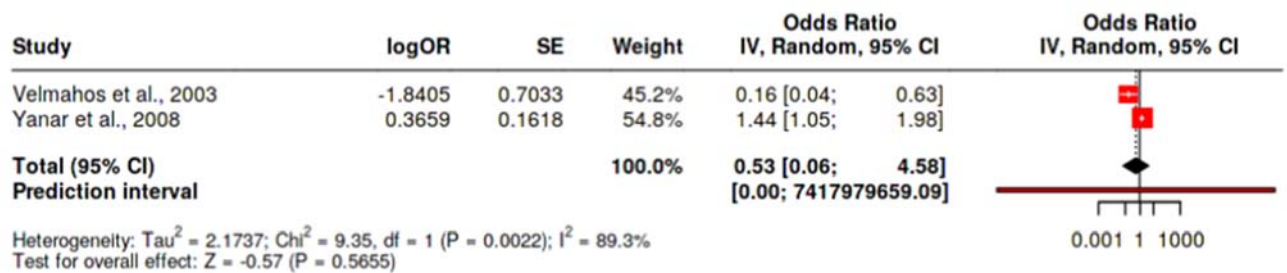 Odds Ratio Odds Ratio
Study logOR SE Weight IV, Random, 95% CI IV, Random, 95% CI
Velmahos et al., 2003 -1.8405 0.7033 45.2% 0.16 [0.04; 0.63]
Yanar et al., 2008 0.3659 0.1618 54.8% 1.44 [1.05; 1.98]
Total (95% CI) 100.0% 0.53 [0.06; 4.58]
Prediction interval [0.00; 7417979659.09]
Heterogeneity: Tau² = 2.1737; Chi² = 9.35, df = 1 (P = 0.0022); I² = 89.3%
0.001 1 1000
Test for overall effect: Z = -0.57 (P = 0.5655)